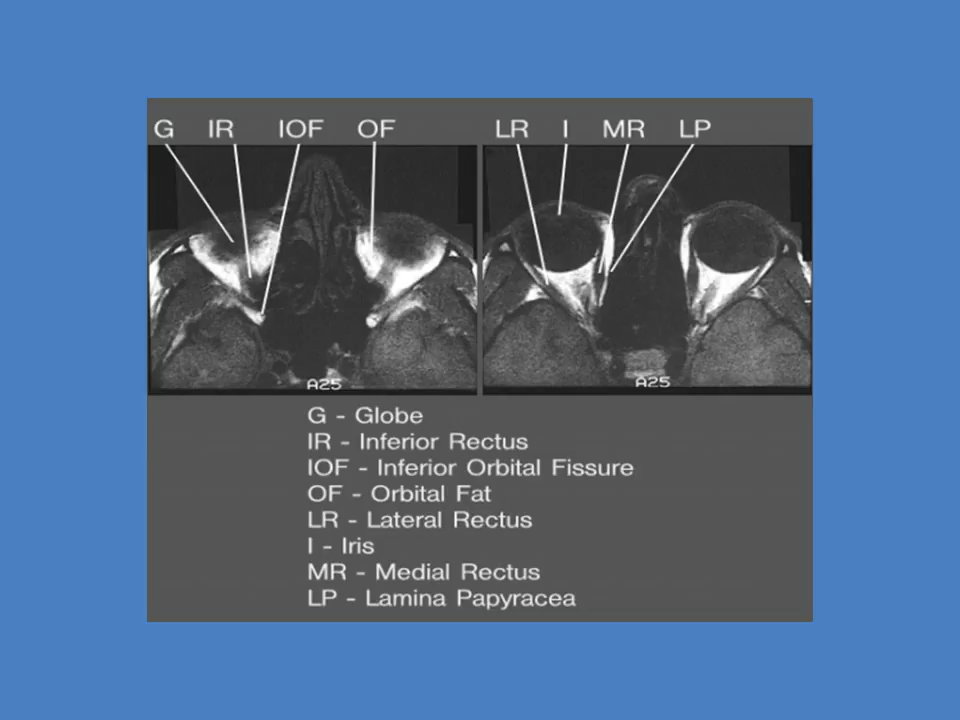 G IR IOF OF LR I MR LP
A25 A25
G - Globe
IR - Inferior Rectus
IOF - Inferior Orbital Fissure
OF - Orbital Fat
LR - Lateral Rectus
I - Iris
MR - Medial Rectus
LP - Lamina Papyracea